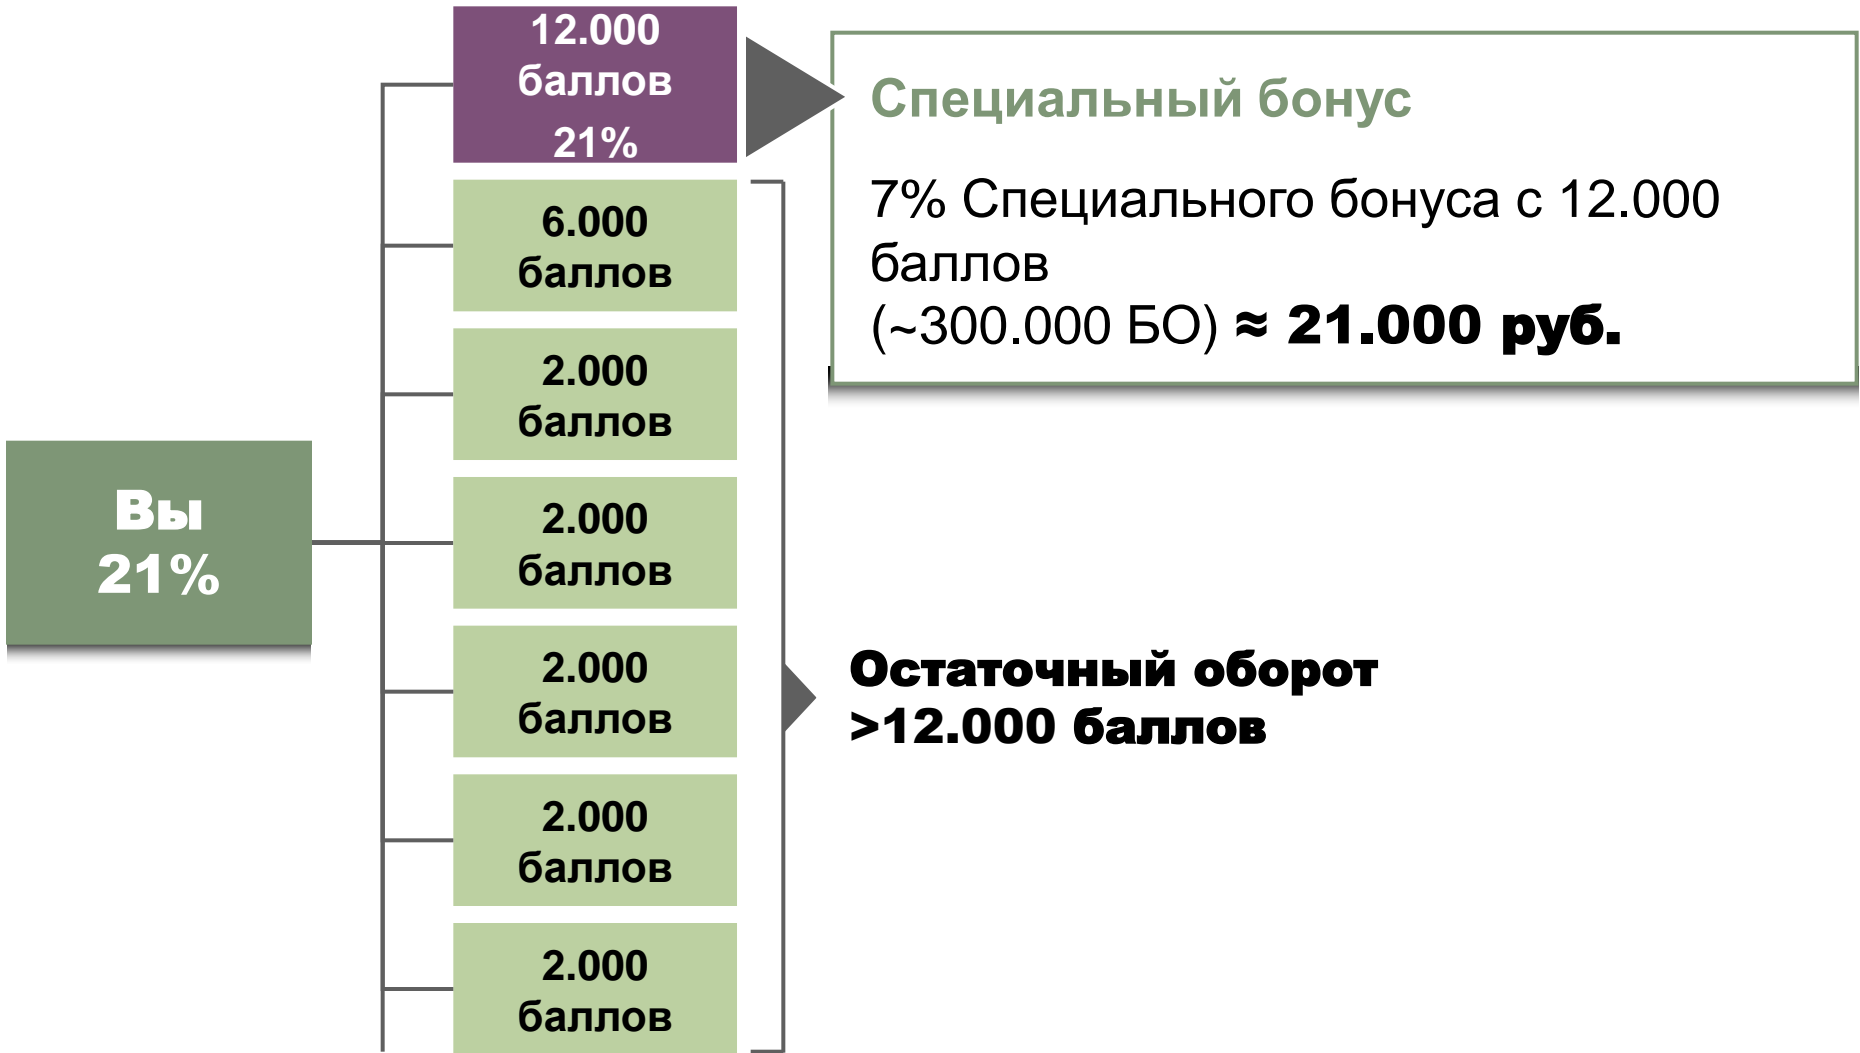 12.000
баллов
21%
Специальный бонус
7% Специального бонуса с 12.000
баллов
(~300.000 БО) ≈ 21.000 руб.
6.000
баллов
2.000
баллов
2.000
баллов
Вы
21%
2.000
баллов
Остаточный оборот
>12.000 баллов
2.000
баллов
2.000
баллов